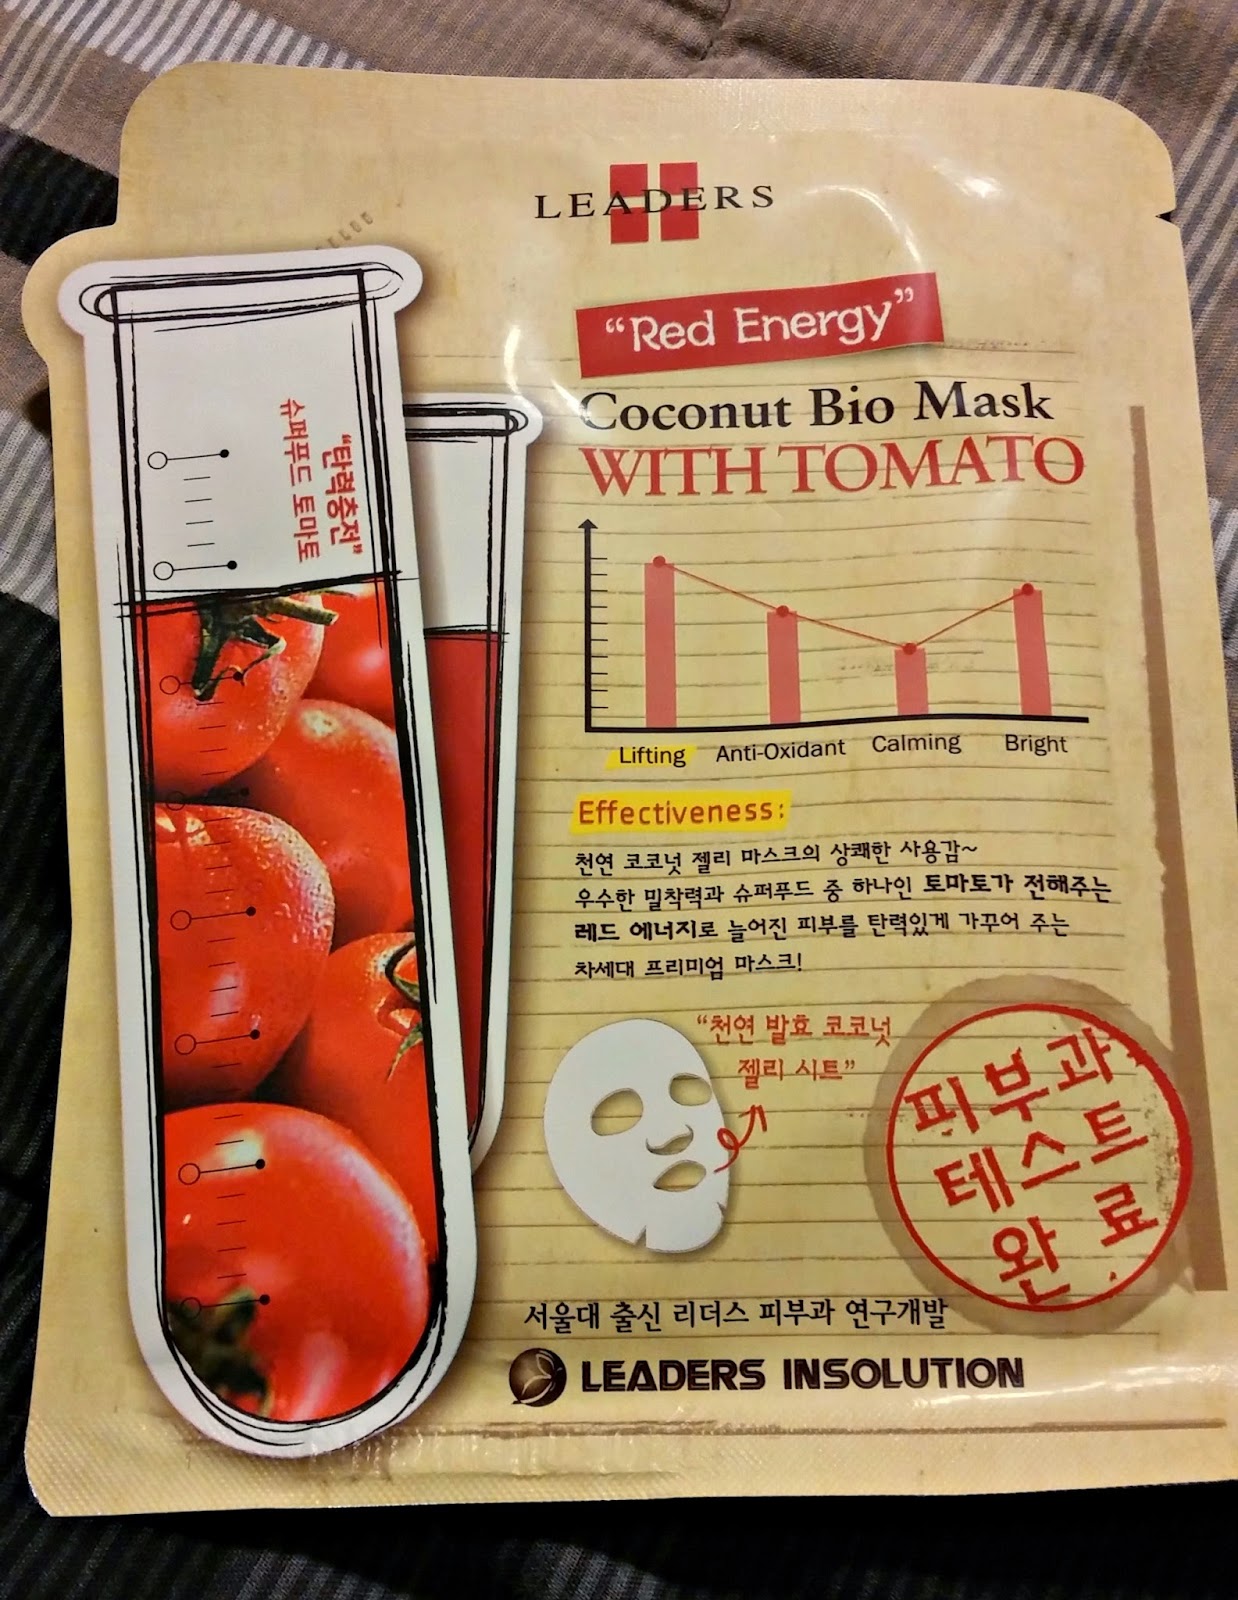 LEADERS
“Red Energy”
Coconut Bio Mask
WITH TOMATO
“탄력충전”
슈퍼푸드 토마토
Lifting Anti-Oxidant Calming Bright
Effectiveness:
천연 코코넛 젤리 마스크의 상쾌한 사용감~
우수한 밀착력과 슈퍼푸드 중 하나인 토마토가 전해주는
레드 에너지로 늘어진 피부를 탄력있게 가꾸어 주는
차세대 프리미엄 마스크!
“천연 발효 코코넛
젤리 시트”
피부과
테스트
완료
서울대 출신 리더스 피부과 연구개발
LEADERS INSOLUTION